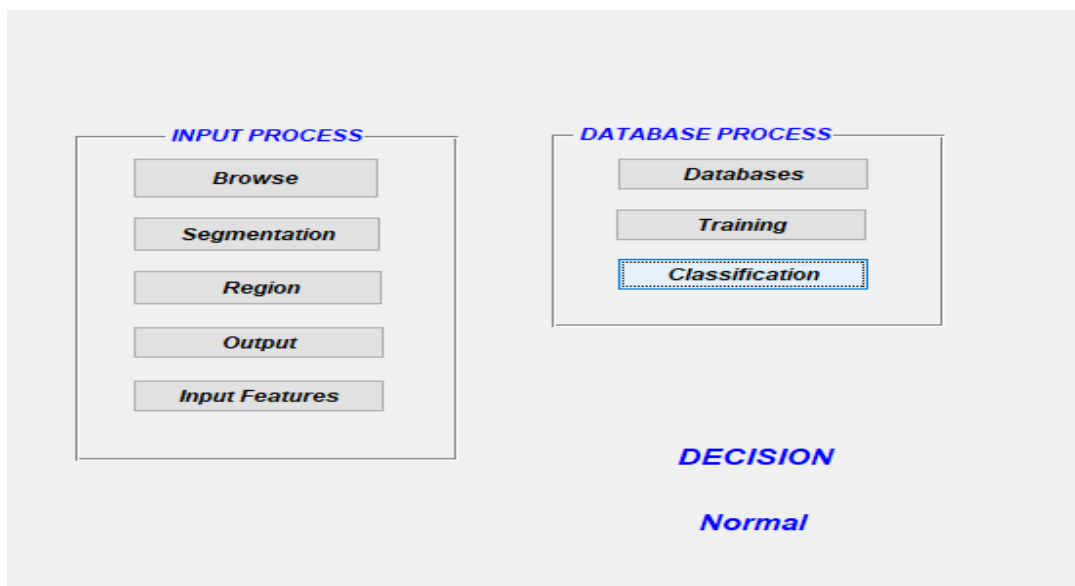 INPUT PROCESS
Browse
Segmentation
Region
Output
Input Features
DATABASE PROCESS
Databases
Training
Classification
DECISION
Normal